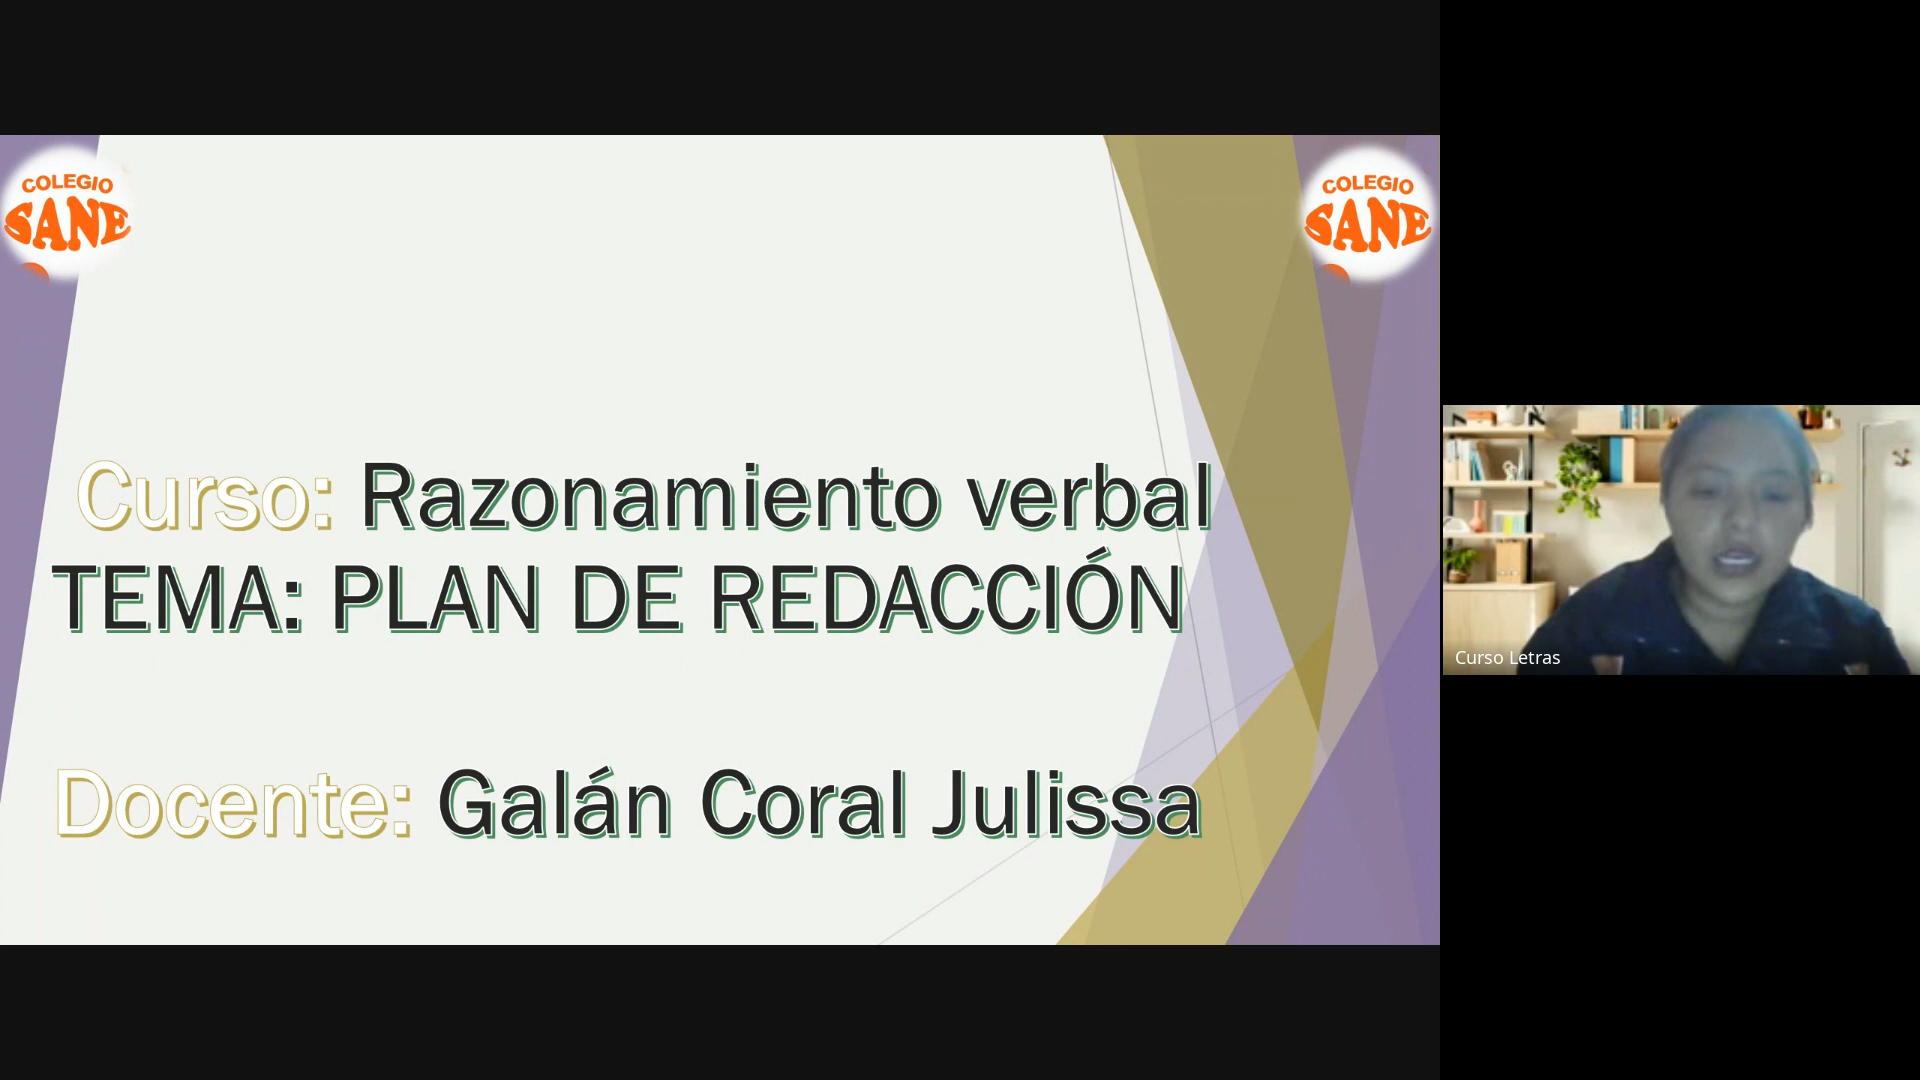 COLEGIO
SANE
COLEGIO
SANE
Curso: Razonamiento verbal
TEMA: PLAN DE REDACCIÓN
Docente: Galán Coral Julissa
Curso Letras